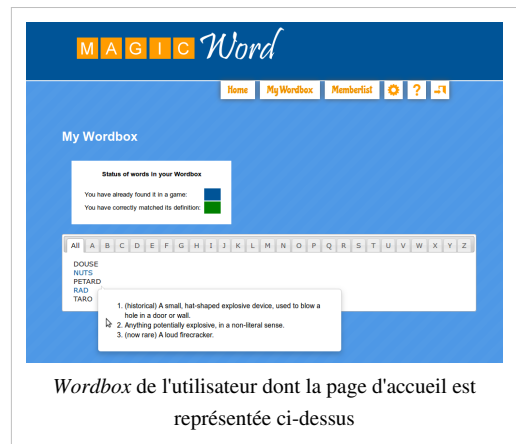 MAGIC Word
Home My Wordbox Memberlist ?
My Wordbox
Status of words in your Wordbox
You have already found it in a game:
You have correctly matched its definition:
All A B C D E F G H I J K L M N O P Q R S T U V W X Y Z
DOUSE
NUTS
PETARD
RAD
TARO
1. (historical) A small, hat-shaped explosive device, used to blow a
hole in a door or wall.
2. Anything potentially explosive, in a non-literal sense.
3. (now rare) A loud firecracker.
Wordbox de l'utilisateur dont la page d'accueil est
représentée ci-dessus